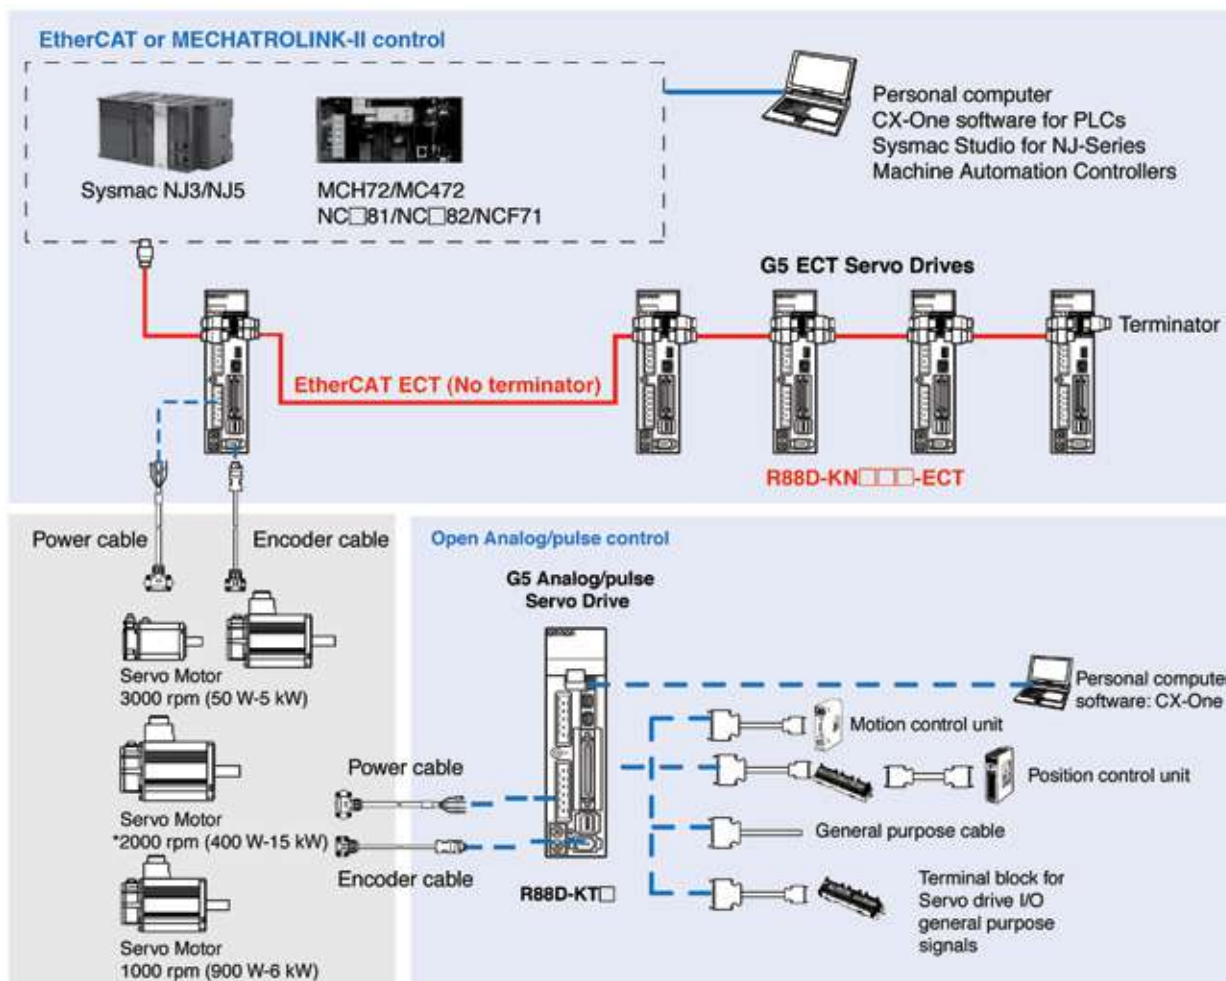 EtherCAT or MECHATROLINK-II control
Sysmac NJ3/NJ5
MCH72/MC472
NC□81/NC□82/NCF71
Personal computer
CX-One software for PLCs
Sysmac Studio for NJ-Series
Machine Automation Controllers
G5 ECT Servo Drives
Terminator
EtherCAT ECT (No terminator)
R88D-KN□□□-ECT
Power cable
Encoder cable
Servo Motor
3000 rpm (50 W-5 kW)
Servo Motor
*2000 rpm (400 W-15 kW)
Servo Motor
1000 rpm (900 W-6 kW)
Open Analog/pulse control
G5 Analog/pulse
Servo Drive
Power cable
Encoder cable
R88D-KT□
Personal computer
software: CX-One
Motion control unit
Position control unit
General purpose cable
Terminal block for
Servo drive I/O
general purpose
signals